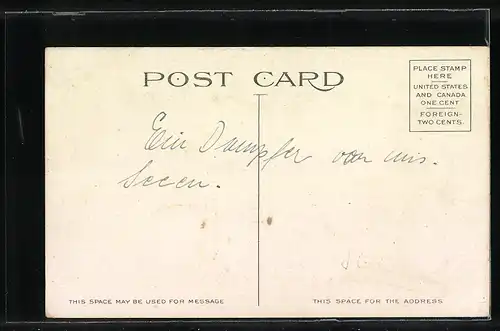 POST CARD
PLACE STAMP
HERE
UNITED STATES
AND CANADA
ONE CENT
FOREIGN-
TWO CENTS.
Ein Dampfer von uns.
Seeen.
THIS SPACE MAY BE USED FOR MESSAGE
THIS SPACE FOR THE ADDRESS